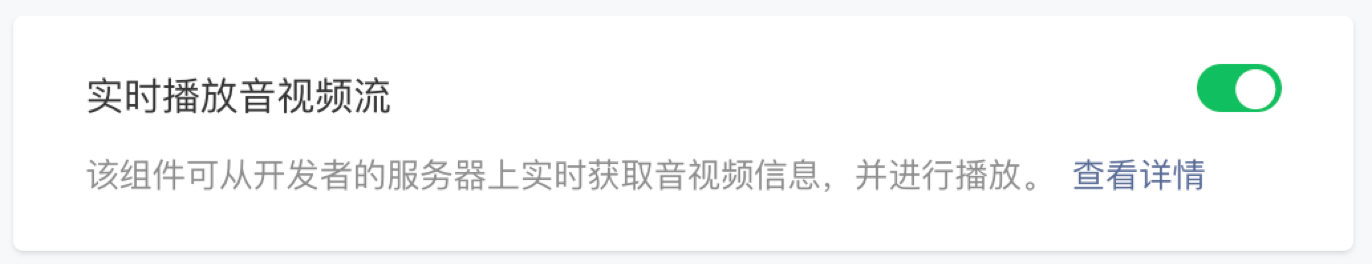 实时播放音视频流
该组件可从开发者的服务器上实时获取音视频信息，并进行播放。 查看详情